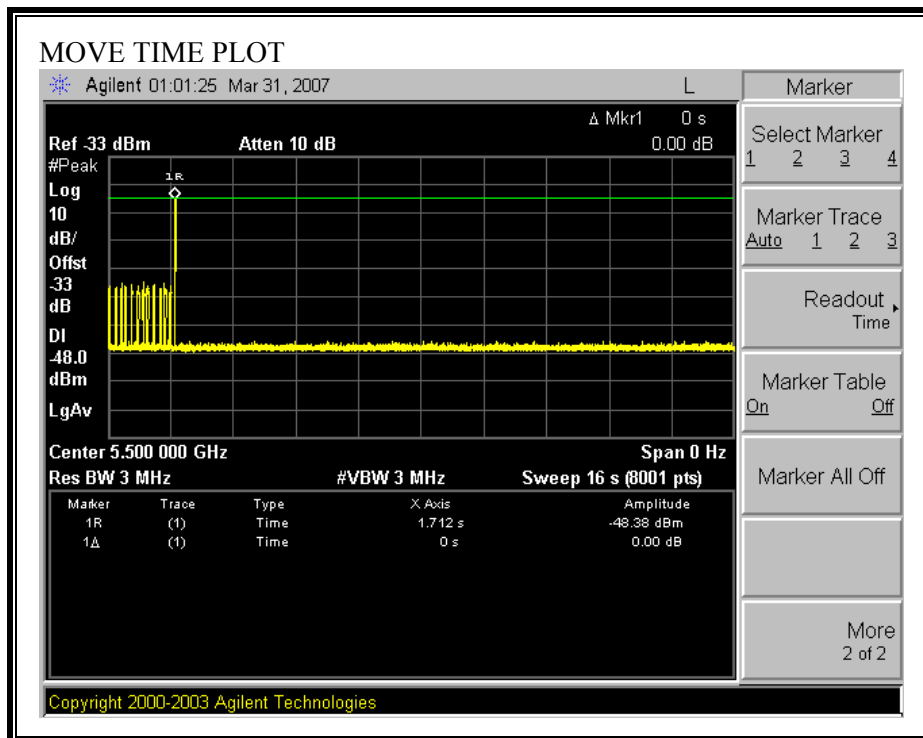 MOVE TIME PLOT
Agilent 01:01:25 Mar 31, 2007 L
Δ Mkr1 0 s
Ref -33 dBm Atten 10 dB 0.00 dB
#Peak
Log
10
dB/
Offst
-33
dB
DI
-48.0
dBm
LgAv
1R
Center 5.500 000 GHz Span 0 Hz
Res BW 3 MHz #VBW 3 MHz Sweep 16 s (8001 pts)
Marker Trace Type X Axis Amplitude
1R (1) Time 1.712 s -48.38 dBm
1Δ (1) Time 0 s 0.00 dB
Copyright 2000-2003 Agilent Technologies
Marker
Select Marker
1 2 3 4
Marker Trace
Auto 1 2 3
Readout
Time
Marker Table
On Off
Marker All Off
More
2 of 2